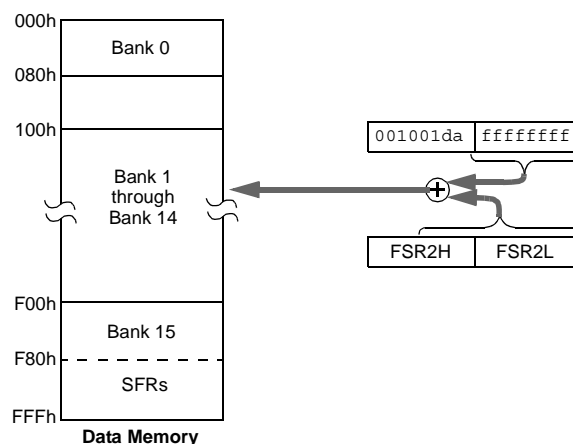 000h
Bank 0
080h
100h
001001da ffffffff
Bank 1
through
Bank 14
FSR2H FSR2L
F00h
Bank 15
F80h
SFRs
FFFh
Data Memory